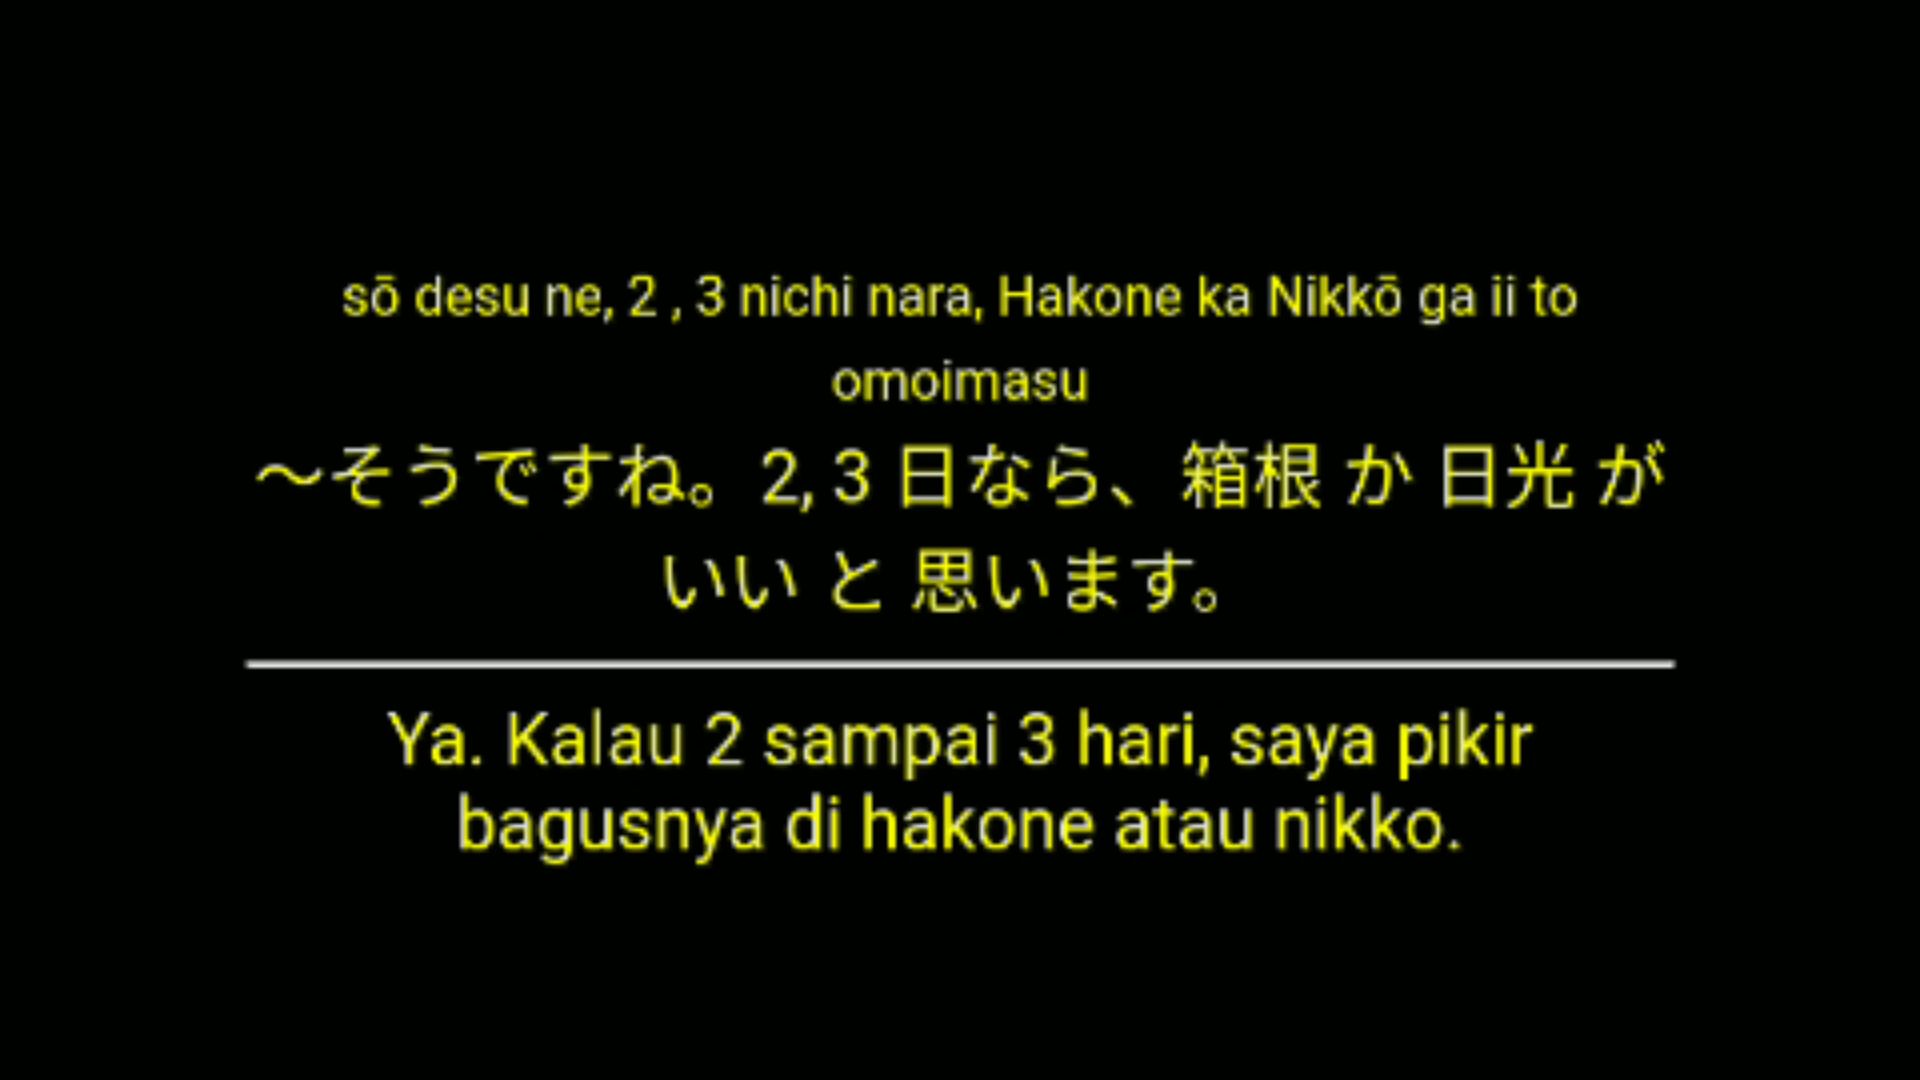 sō desu ne, 2 , 3 nichi nara, Hakone ka Nikkō ga ii to
omoimasu
〜そうですね。2, 3 日なら、箱根 か 日光 が
いい と 思います。
Ya. Kalau 2 sampai 3 hari, saya pikir
bagusnya di hakone atau nikko.